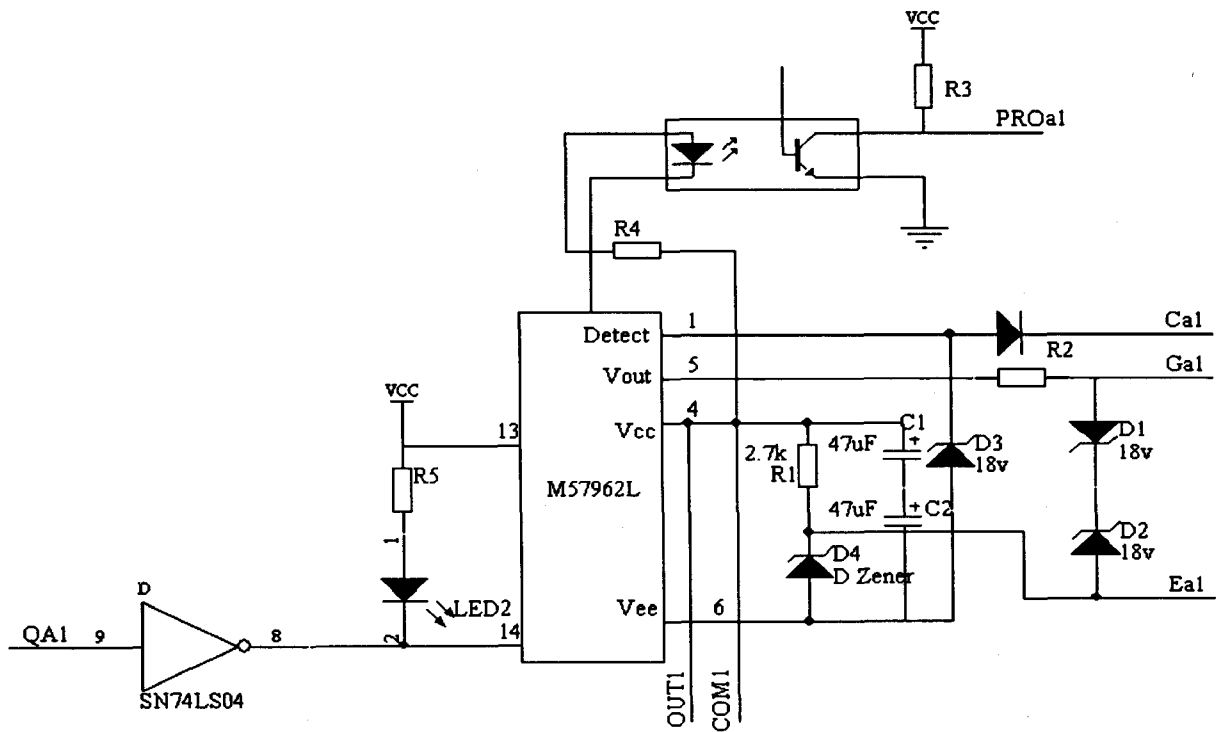 VCC
R3
PROa1
R4
Detect
1
Ca1
R2
Vout
5
Ga1
VCC
4
C1
13
Vcc
2.7k
47uF
+
D3
D1
R5
R1
18v
18v
M57962L
47uF
+
C2
1
D4
D2
D
D Zener
18v
LED2
Vee
6
Ea1
QA1
9
8
2
14
SN74LS04
OUT1
COM1